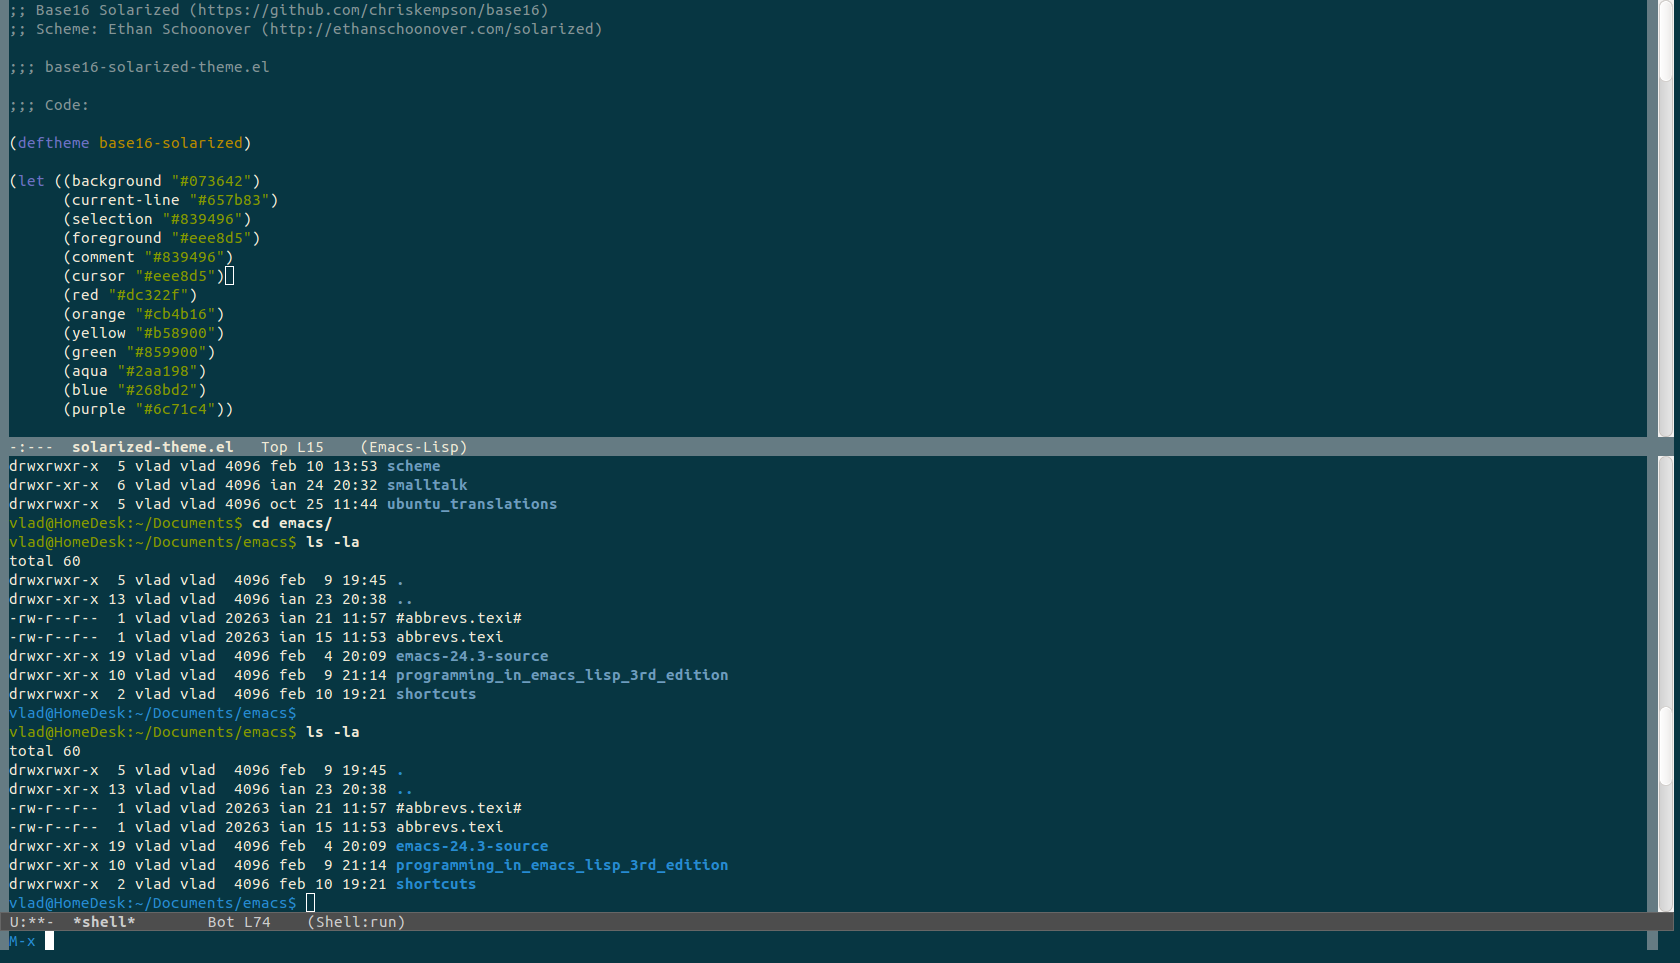 ;; Base16 Solarized (https://github.com/chriskempson/base16)
;; Scheme: Ethan Schoonover (http://ethanschoonover.com/solarized)
;;; base16-solarized-theme.el
;;; Code:
(deftheme base16-solarized)
(let ((background "#073642")
      (current-line "#657b83")
      (selection "#839496")
      (foreground "#eee8d5")
      (comment "#839496")
      (cursor "#eee8d5")
      (red "#dc322f")
      (orange "#cb4b16")
      (yellow "#b58900")
      (green "#859900")
      (aqua "#2aa198")
      (blue "#268bd2")
      (purple "#6c71c4"))
-:---  solarized-theme.el   Top L15    (Emacs-Lisp)
drwxrwxr-x  5 vlad vlad 4096 feb 10 13:53 scheme
drwxrwxr-x  6 vlad vlad 4096 ian 24 20:32 smalltalk
drwxrwxr-x  5 vlad vlad 4096 oct 25 11:44 ubuntu_translations
vlad@HomeDesk:~/Documents$ cd emacs/
vlad@HomeDesk:~/Documents/emacs$ ls -la
total 60
drwxrwxr-x  5 vlad vlad  4096 feb  9 19:45 .
drwxr-xr-x 13 vlad vlad  4096 ian 23 20:38 ..
-rw-r--r--  1 vlad vlad 20263 ian 21 11:57 #abbrevs.texi#
-rw-r--r--  1 vlad vlad 20263 ian 15 11:53 abbrevs.texi
drwxr-xr-x 19 vlad vlad  4096 feb  4 20:09 emacs-24.3-source
drwxr-xr-x 10 vlad vlad  4096 feb  9 21:14 programming_in_emacs_lisp_3rd_edition
drwxrwxr-x  2 vlad vlad  4096 feb 10 19:21 shortcuts
vlad@HomeDesk:~/Documents/emacs$
vlad@HomeDesk:~/Documents/emacs$ ls -la
total 60
drwxrwxr-x  5 vlad vlad  4096 feb  9 19:45 .
drwxr-xr-x 13 vlad vlad  4096 ian 23 20:38 ..
-rw-r--r--  1 vlad vlad 20263 ian 21 11:57 #abbrevs.texi#
-rw-r--r--  1 vlad vlad 20263 ian 15 11:53 abbrevs.texi
drwxr-xr-x 19 vlad vlad  4096 feb  4 20:09 emacs-24.3-source
drwxr-xr-x 10 vlad vlad  4096 feb  9 21:14 programming_in_emacs_lisp_3rd_edition
drwxrwxr-x  2 vlad vlad  4096 feb 10 19:21 shortcuts
vlad@HomeDesk:~/Documents/emacs$
U:**-  *shell*        Bot L74    (Shell:run)
M-x